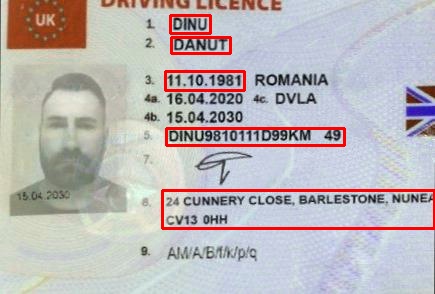 DRIVING LICENCE
UK
1. DINU
2. DANUT
3. 11.10.1981 ROMANIA
4a. 16.04.2020 4c. DVLA
4b. 15.04.2030
5. DINU9810111D99KM 49
7.
15.04.2030
8. 24 CUNNERY CLOSE, BARLESTONE, NUNEA
CV13 0HH
9. AM/A/B/f/k/p/q